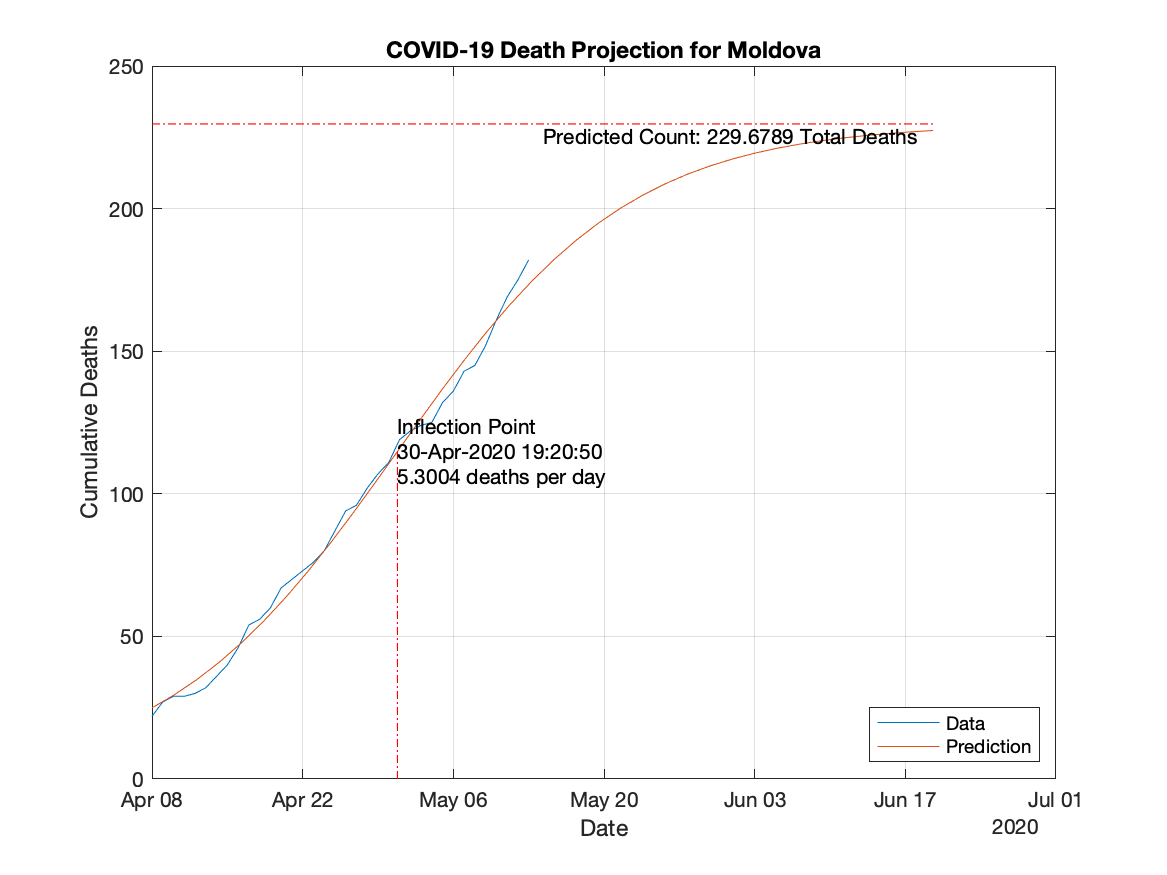 COVID-19 Death Projection for Moldova
250
Predicted Count: 229.6789 Total Deaths
200
150
Inflection Point
30-Apr-2020 19:20:50
5.3004 deaths per day
100
50
0
Cumulative Deaths
Data
Prediction
Apr 08 Apr 22 May 06 May 20 Jun 03 Jun 17 Jul 01
Date
2020